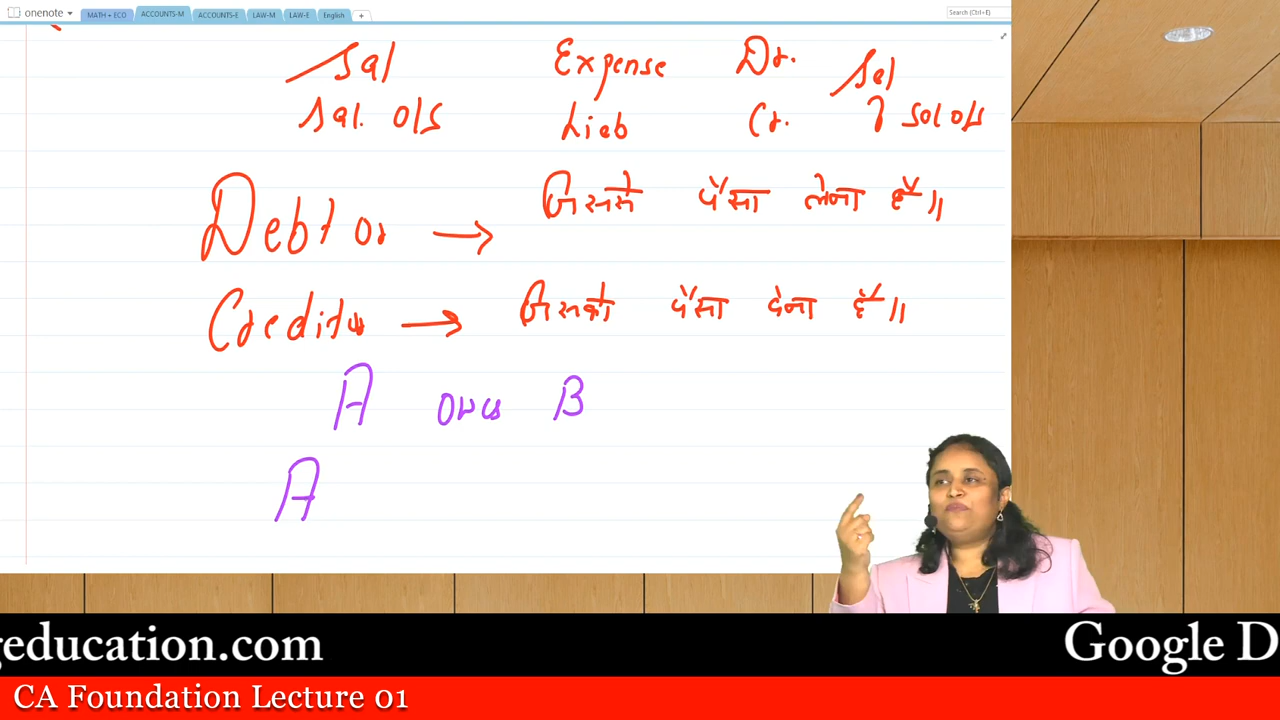 onenote MATH + ECO ACCOUNTS-M ACCOUNTS-E LAW-M LAW-E English + Search (Ctrl+E)
Sal Expense Dr. Sal
Sal. o/s Liab Cr. Sal o/s
Debtor → जिससे पैसा लेना है॥
Creditor → जिसको पैसा देना है॥
A owes B
A
geducation.com Google D
CA Foundation Lecture 01